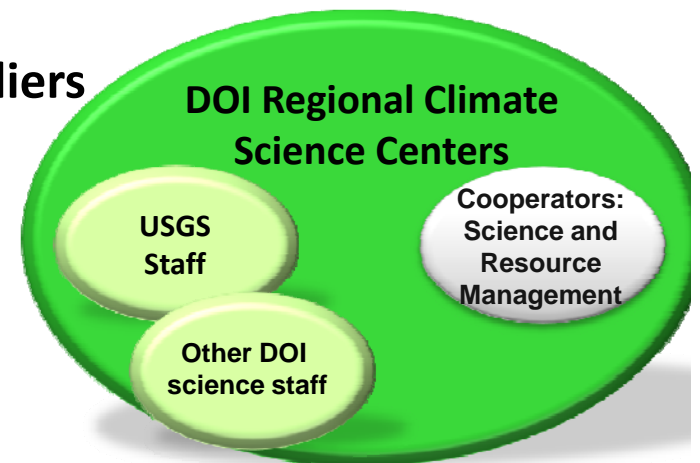 liers
DOI Regional Climate
Science Centers
USGS
Staff
Cooperators:
Science and
Resource
Management
Other DOI
science staff